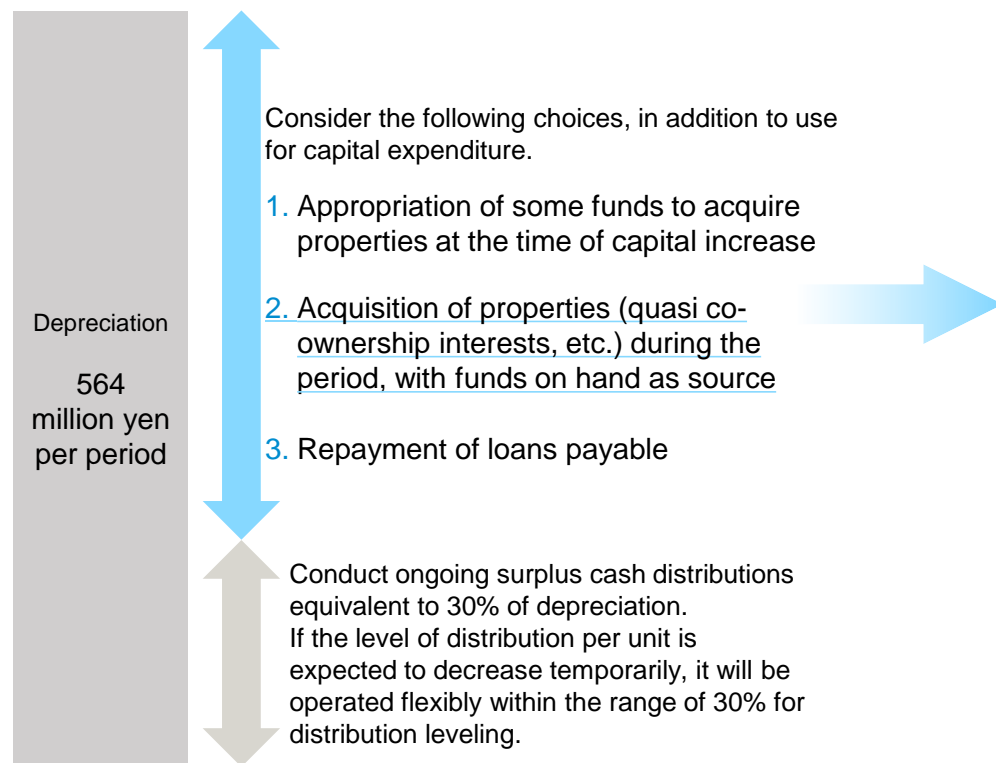 Depreciation
564
million yen
per period
Consider the following choices, in addition to use
for capital expenditure.
1. Appropriation of some funds to acquire
properties at the time of capital increase
2. Acquisition of properties (quasi co-
ownership interests, etc.) during the
period, with funds on hand as source
3. Repayment of loans payable
Conduct ongoing surplus cash distributions
equivalent to 30% of depreciation.
If the level of distribution per unit is
expected to decrease temporarily, it will be
operated flexibly within the range of 30% for
distribution leveling.